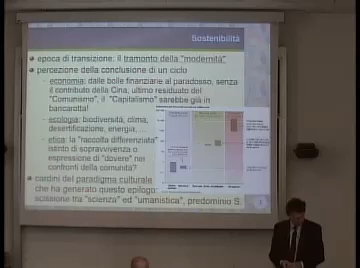 Sostenibilità
epoca di transizione: il tramonto della "modernità"
percezione della conclusione di un ciclo
- economia: dalle bolle finanziarie al paradosso, senza
il contributo della Cina, ultimo residuato del
"Comunismo", il "Capitalismo" sarebbe già in
bancarotta!
- ecologia: biodiversità, clima,
desertificazione, energia,...
- etica: la "raccolta differenziata"
istinto di sopravvivenza o
espressione di "dovere" nei
confronti della comunità?
cardini del paradigma culturale
che ha generato questo epilogo:
scissione tra "scienza" ed "umanistica", predominio S.